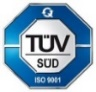 Q
TÜV
SÜD
ISO 9001